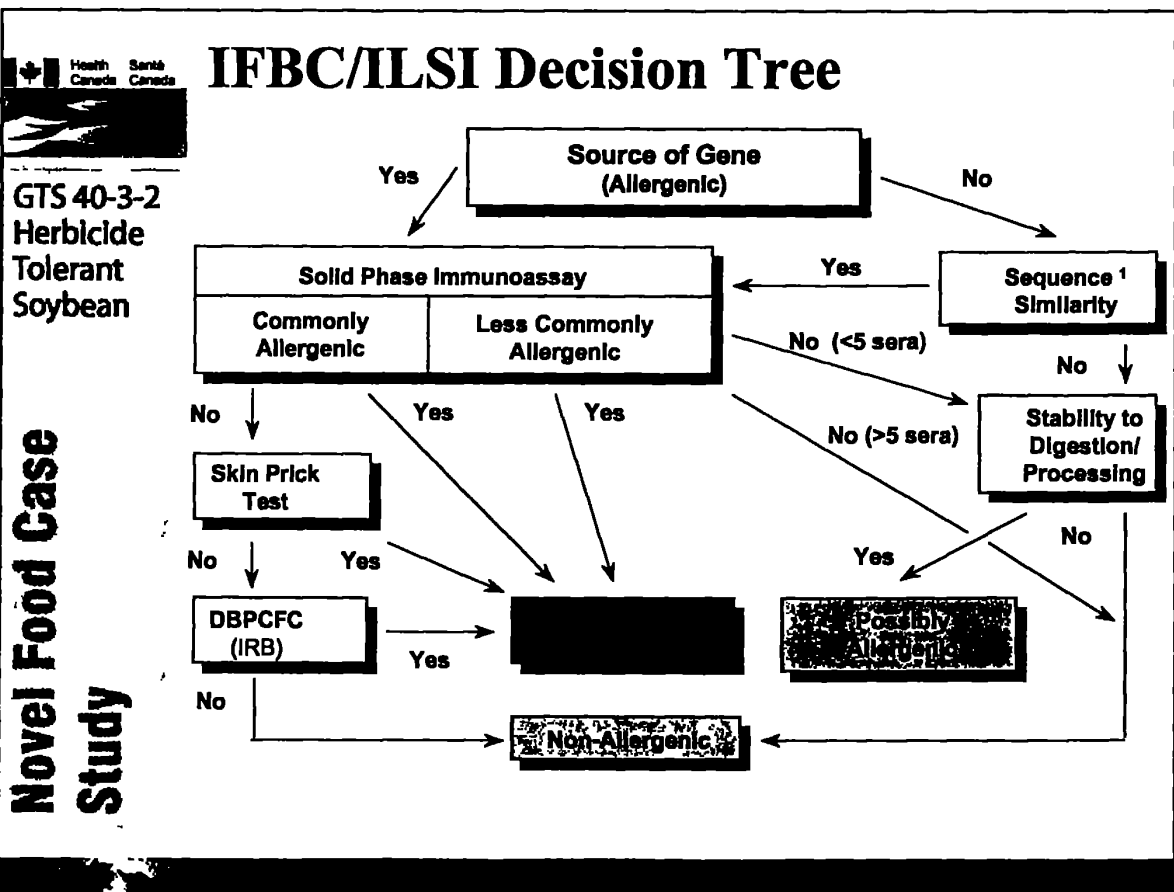 Health Santé
Canada Canada
IFBC/ILSI Decision Tree
GTS 40-3-2
Herbicide
Tolerant
Soybean
Novel Food Case
Study
Source of Gene
(Allergenic)
Yes
No
Solid Phase Immunoassay
Commonly
Allergenic
Less Commonly
Allergenic
Yes
Sequence 1
Similarity
No (<5 sera)
No
No
Yes
Yes
No (>5 sera)
Stability to
Digestion/
Processing
Skin Prick
Test
No
Yes
Yes
No
DBPCFC
(IRB)
Yes
Possibly
Allergenic
No
Non-Allergenic